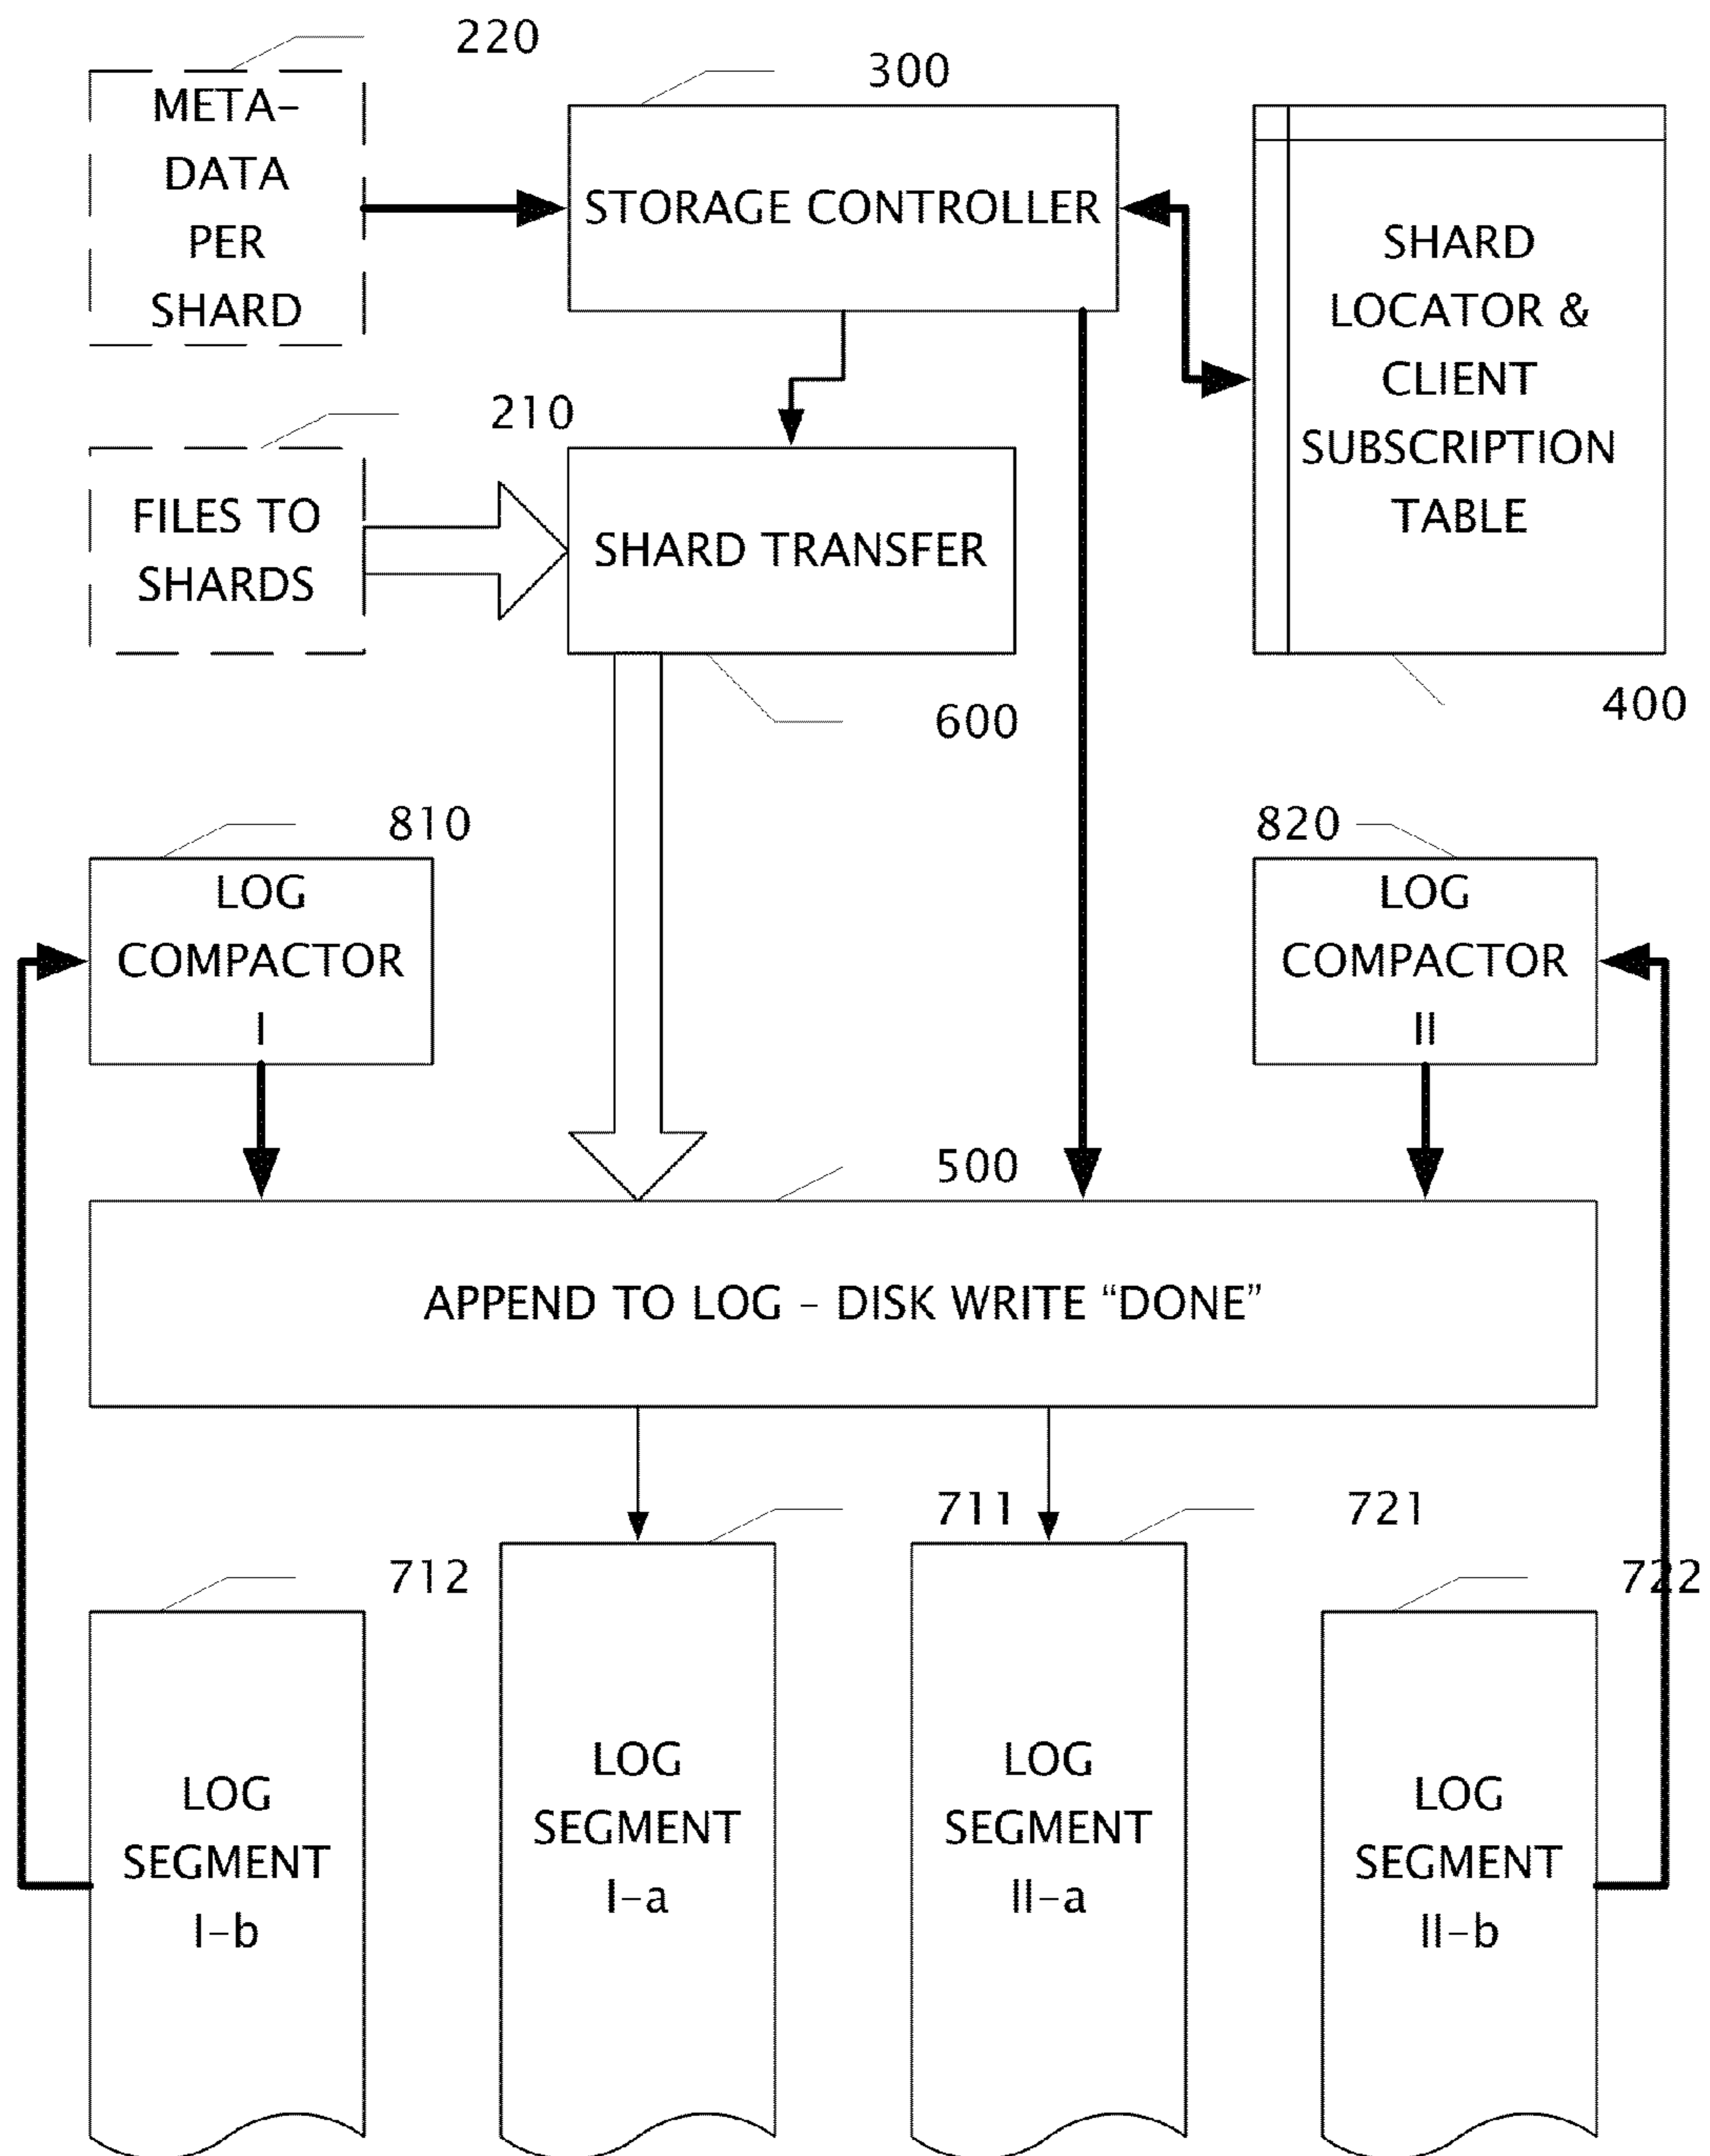 220
META-
DATA
PER
SHARD
300
STORAGE CONTROLLER
SHARD
LOCATOR &
CLIENT
SUBSCRIPTION
TABLE
400
210
FILES TO
SHARDS
SHARD TRANSFER
600
810
LOG
COMPACTOR
I
820
LOG
COMPACTOR
II
500
APPEND TO LOG – DISK WRITE “DONE”
712
LOG
SEGMENT
I-b
711
LOG
SEGMENT
I-a
721
LOG
SEGMENT
II-a
722
LOG
SEGMENT
II-b